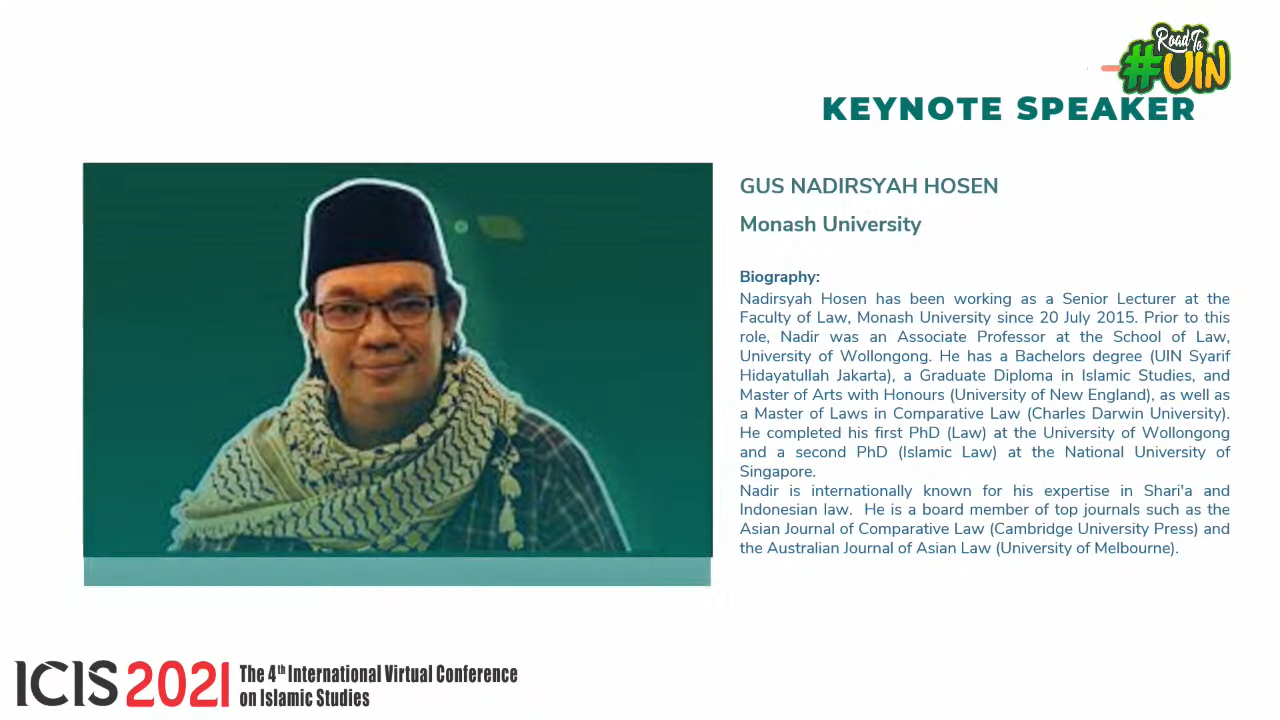 Road To
#UIN
KEYNOTE SPEAKER
GUS NADIRSYAH HOSEN
Monash University
Biography:
Nadirsyah Hosen has been working as a Senior Lecturer at the
Faculty of Law, Monash University since 20 July 2015. Prior to this
role, Nadir was an Associate Professor at the School of Law,
University of Wollongong. He has a Bachelors degree (UIN Syarif
Hidayatullah Jakarta), a Graduate Diploma in Islamic Studies, and
Master of Arts with Honours (University of New England), as well as
a Master of Laws in Comparative Law (Charles Darwin University).
He completed his first PhD (Law) at the University of Wollongong
and a second PhD (Islamic Law) at the National University of
Singapore.
Nadir is internationally known for his expertise in Shari'a and
Indonesian law. He is a board member of top journals such as the
Asian Journal of Comparative Law (Cambridge University Press) and
the Australian Journal of Asian Law (University of Melbourne).
ICIS 2021
The 4th International Virtual Conference
on Islamic Studies